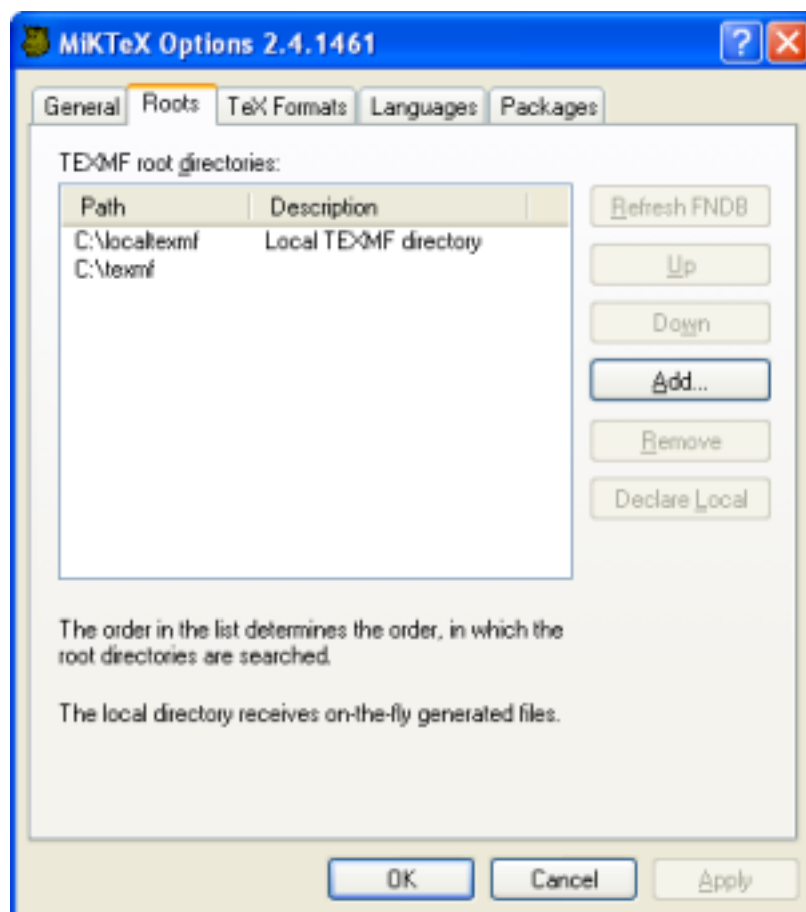 MiKTeX Options 2.4.1461
General Roots TeX Formats Languages Packages
TEXMF root directories:
Path Description
C:\localtexmf Local TEXMF directory
C:\texmf
Refresh FNDB
Up
Down
Add...
Remove
Declare Local
The order in the list determines the order, in which the
root directories are searched.
The local directory receives on-the-fly generated files.
OK Cancel Apply